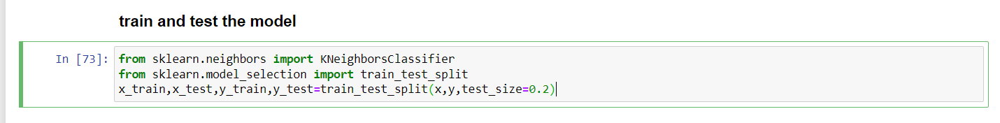 train and test the model
In [73]: from sklearn.neighbors import KNeighborsClassifier
from sklearn.model_selection import train_test_split
x_train,x_test,y_train,y_test=train_test_split(x,y,test_size=0.2)